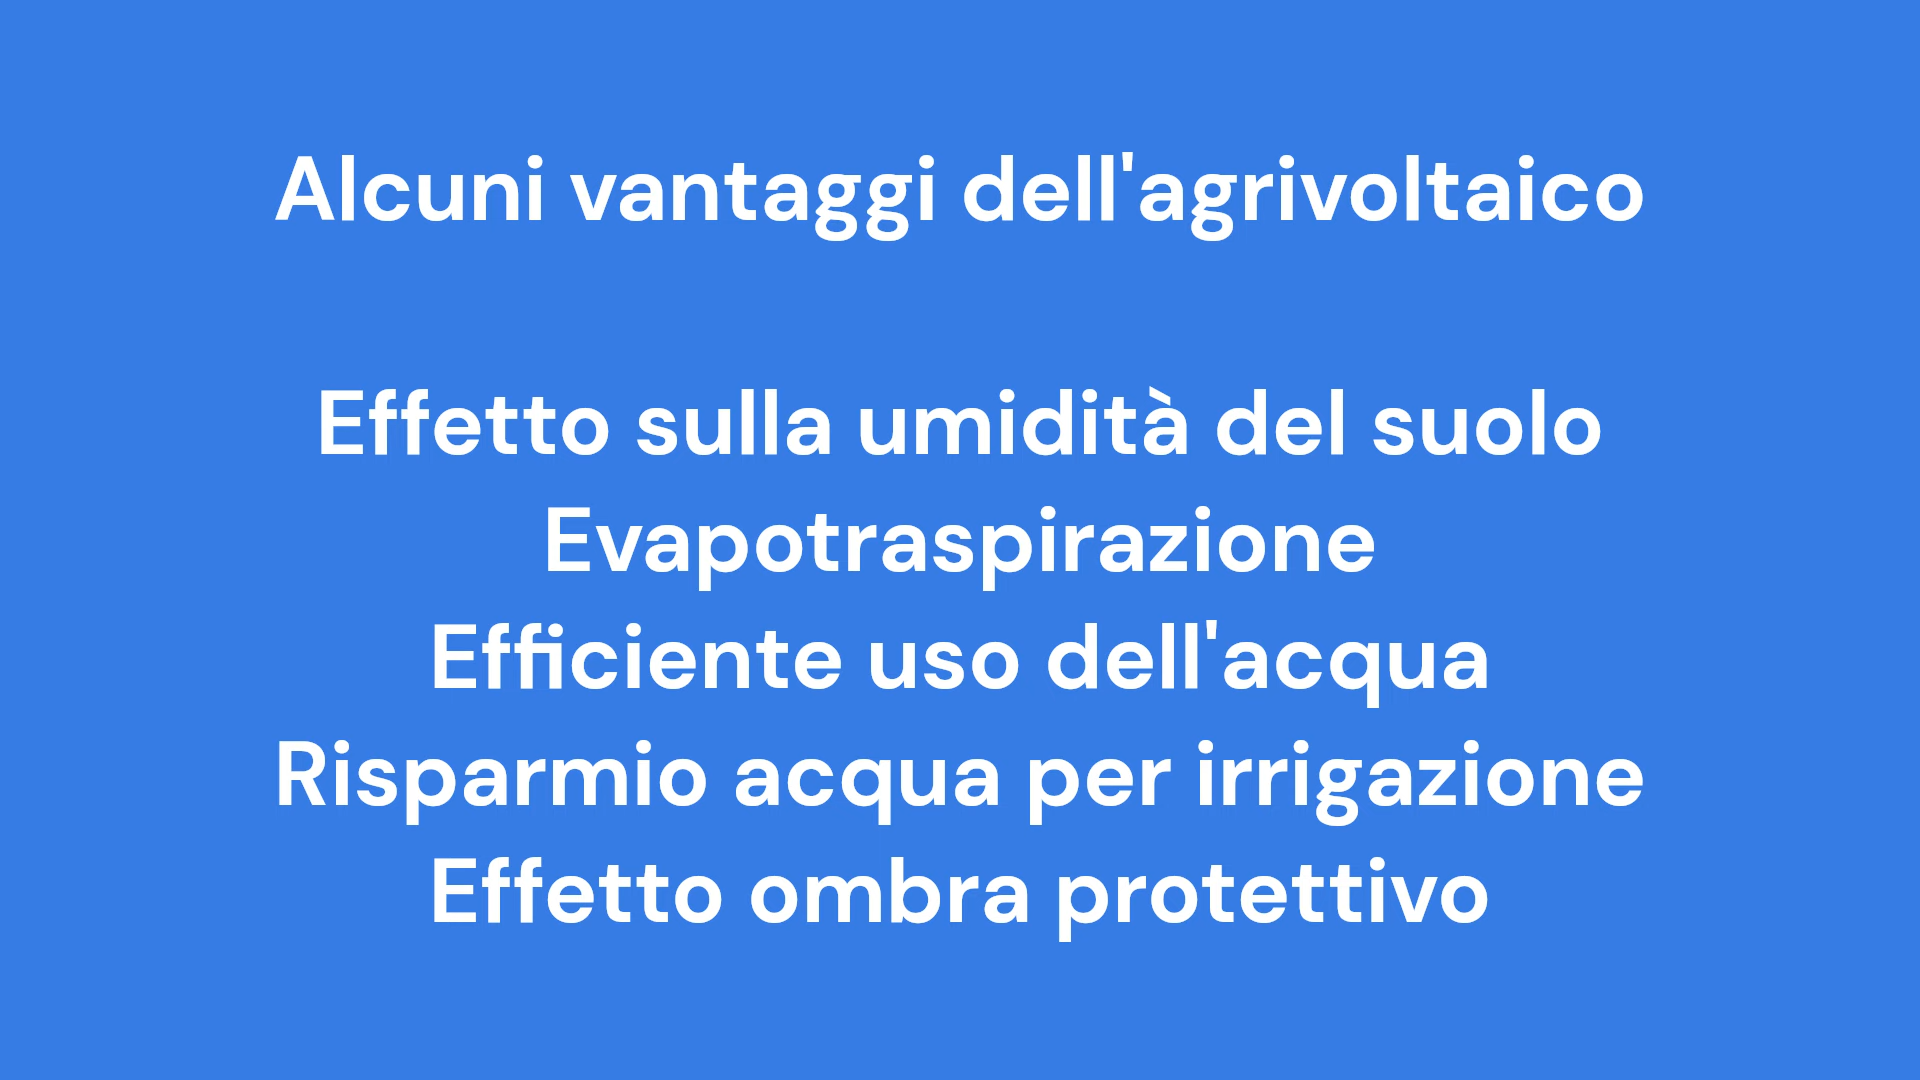 Alcuni vantaggi dell'agrivoltaico
Effetto sulla umidità del suolo
Evapotraspirazione
Efficiente uso dell'acqua
Risparmio acqua per irrigazione
Effetto ombra protettivo